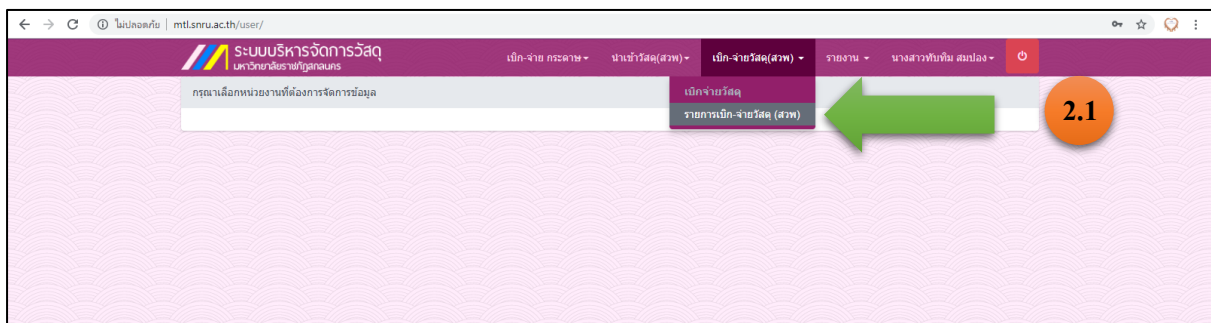 ไม่ปลอดภัย | mtl.snru.ac.th/user/
ระบบบริหารจัดการวัสดุ
มหาวิทยาลัยราชภัฏสกลนคร
เบิก-จ่าย กระดาษ นำเข้าวัสดุ(สวพ) เบิก-จ่ายวัสดุ(สวพ) รายงาน นางสาวทับทิม สมปอง
กรุณาเลือกหน่วยงานที่ต้องการจัดการข้อมูล
เบิกจ่ายวัสดุ
รายการเบิก-จ่ายวัสดุ (สวพ)
2.1